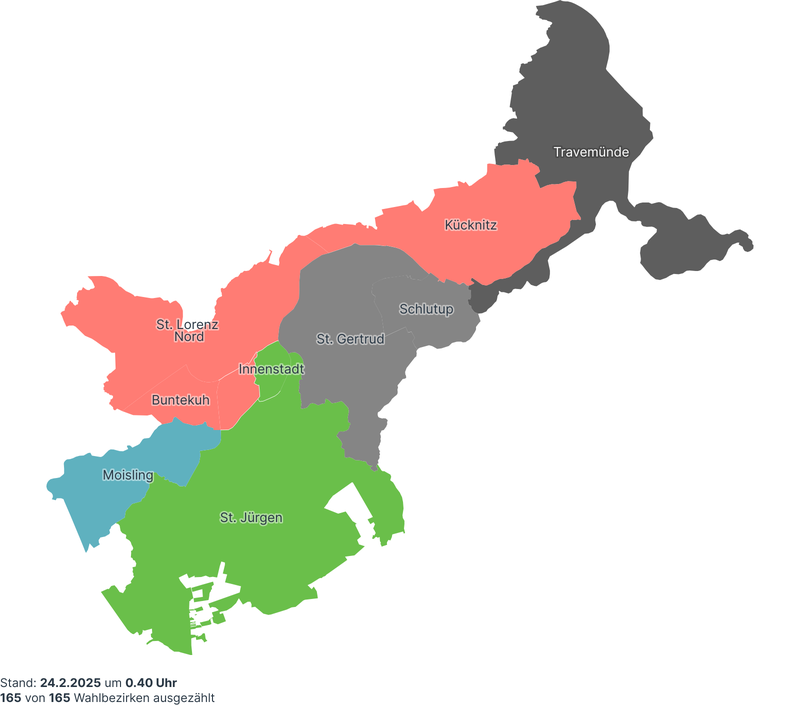 Travemünde
Kücknitz
Schlutup
St. Lorenz
Nord
St. Gertrud
Innenstadt
Buntekuh
Moisling
St. Jürgen
Stand: 24.2.2025 um 0.40 Uhr
165 von 165 Wahlbezirken ausgezählt